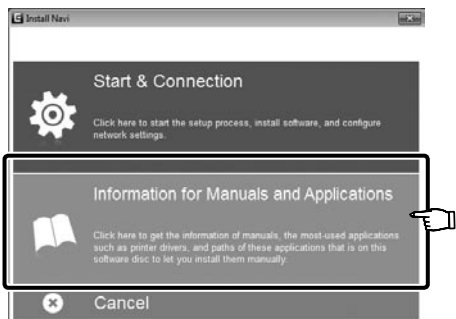 Install Navi
Start & Connection
Click here to start the setup process, install software, and configure
network settings.
Information for Manuals and Applications
Click here to get the information of manuals, the most-used applications
such as printer drivers, and paths of these applications that is on this
software disc to let you install them manually.
Cancel